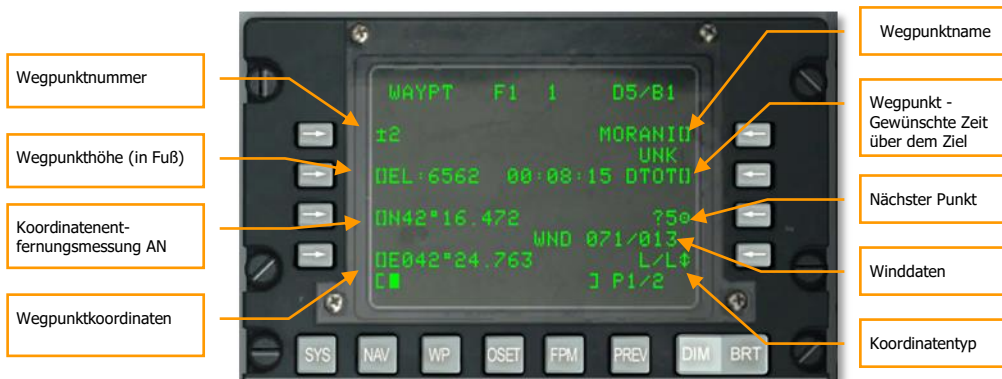 Wegpunktnummer
Wegpunkthöhe (in Fuß)
Koordinatenent-
fernungsmessung AN
Wegpunktkoordinaten
WAYPT F1 1 D5/B1
±2 MORANI[]
UNK
[]EL:6562 00:08:15 DTOT[]
[]N42°16.472 ?5⊙
WND 071/013
[]E042°24.763 L/L↕
[ ] P1/2
SYS NAV WP OSET FPM PREV DIM BRT
Wegpunktname
Wegpunkt -
Gewünschte Zeit
über dem Ziel
Nächster Punkt
Winddaten
Koordinatentyp